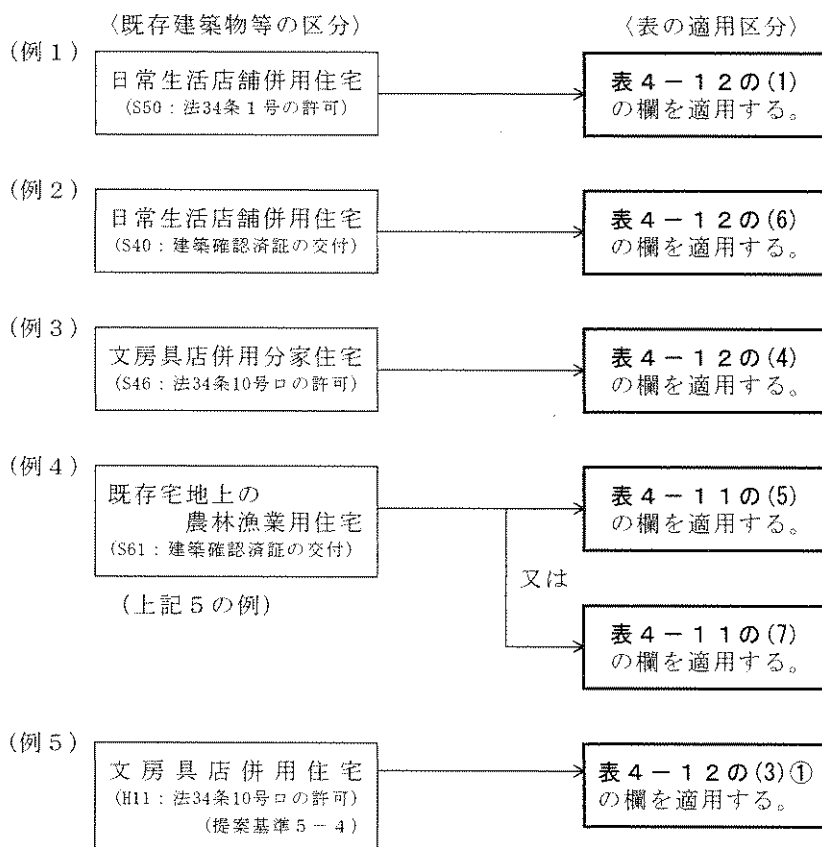 〈既存建築物等の区分〉 〈表の適用区分〉
(例1)
日常生活店舗併用住宅
(S50:法34条1号の許可)
表4-12の(1)
の欄を適用する。
(例2)
日常生活店舗併用住宅
(S40:建築確認済証の交付)
表4-12の(6)
の欄を適用する。
(例3)
文房具店併用分家住宅
(S46:法34条10号ロの許可)
表4-12の(4)
の欄を適用する。
(例4)
既存宅地上の
農林漁業用住宅
(S61:建築確認済証の交付)
(上記5の例)
表4-11の(5)
の欄を適用する。
又は
表4-11の(7)
の欄を適用する。
(例5)
文房具店併用住宅
(H11:法34条10号ロの許可)
(提案基準5-4)
表4-12の(3)①
の欄を適用する。